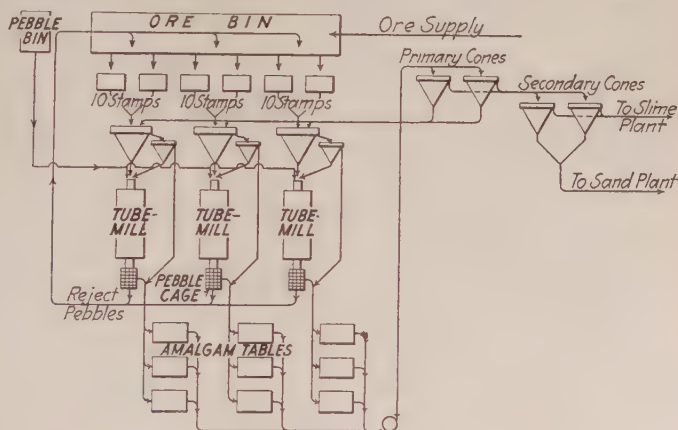 PEBBLE
BIN
ORE BIN
Ore Supply
Primary Cones
10 Stamps 10 Stamps 10 Stamps
Secondary Cones
To Slime
Plant
To Sand Plant
TUBE-
MILL
TUBE-
MILL
TUBE-
MILL
PEBBLE
CAGE
Reject
Pebbles
AMALGAM TABLES